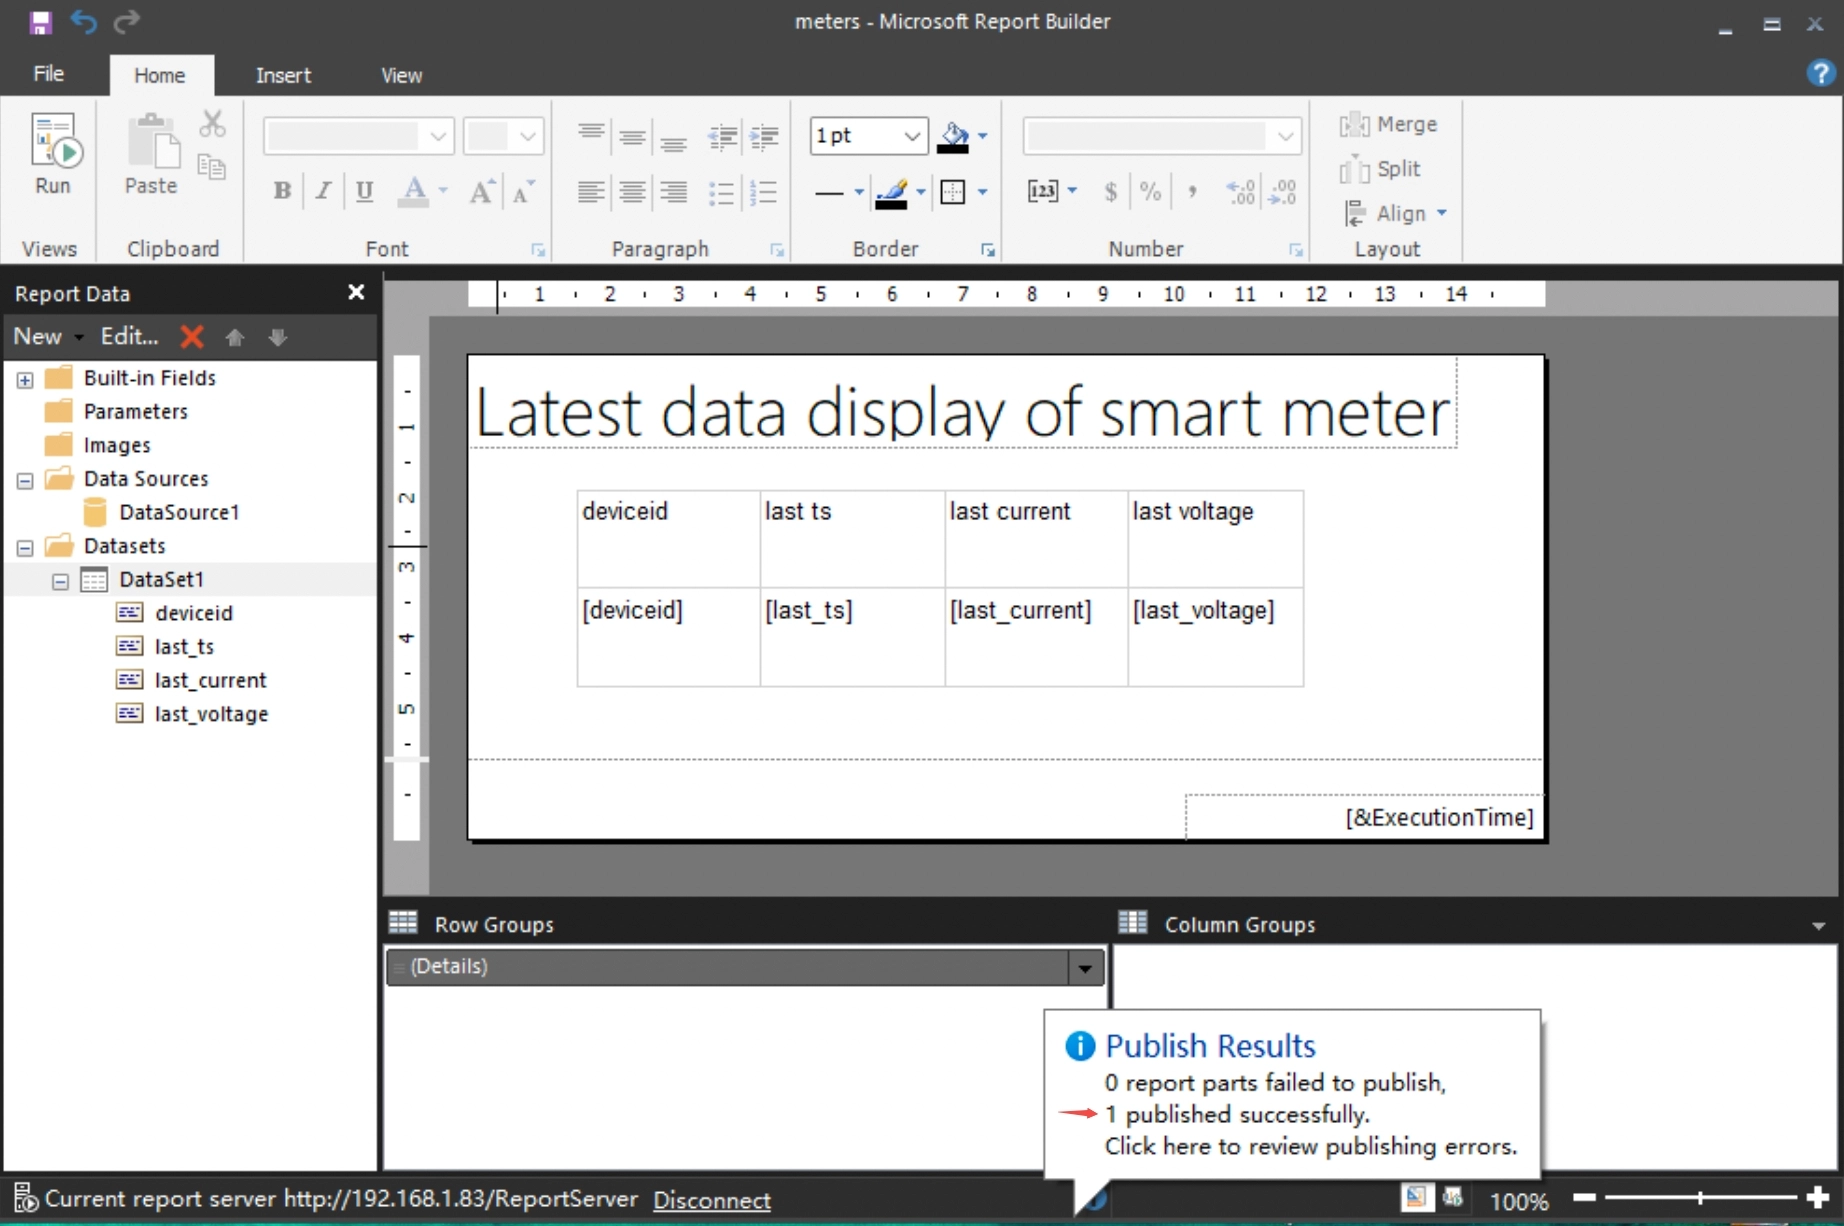 meters - Microsoft Report Builder
File Home Insert View
Run
Paste
1 pt
Merge
Split
Align
B I U A A A
123 $ % , .0 .00 .00 .0
Views Clipboard Font Paragraph Border Number Layout
Report Data
New Edit...
Built-in Fields
Parameters
Images
Data Sources
DataSource1
Datasets
DataSet1
deviceid
last_ts
last_current
last_voltage
1 2 3 4 5 6 7 8 9 10 11 12 13 14
1
2
3
4
5
Latest data display of smart meter
deviceid last ts last current last voltage
[deviceid] [last_ts] [last_current] [last_voltage]
[&ExecutionTime]
Row Groups
Column Groups
(Details)
Publish Results
0 report parts failed to publish,
1 published successfully.
Click here to review publishing errors.
Current report server http://192.168.1.83/ReportServer Disconnect
100%